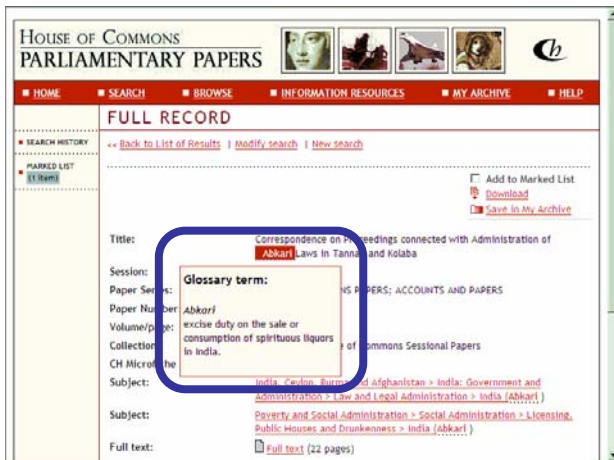 HOUSE OF COMMONS
PARLIAMENTARY PAPERS
HOME SEARCH BROWSE INFORMATION RESOURCES MY ARCHIVE HELP
FULL RECORD
SEARCH HISTORY
MARKED LIST
(1 item)
<< Back to List of Results | Modify search | New search
Add to Marked List
Download
Save in My Archive
Title: Correspondence on Proceedings connected with Administration of
Abkari Laws in Tanna and Kolaba
Session:
Paper Series: PAPERS; ACCOUNTS AND PAPERS
Paper Number:
Volume/page:
Collection: of Commons Sessional Papers
CH Microfiche
Glossary term:
Abkari
excise duty on the sale or
consumption of spirituous liquors
in India.
Subject: India, Ceylon, Burma and Afghanistan > India: Government and
Administration > Law and Legal Administration > India (Abkari )
Subject: Poverty and Social Administration > Social Administration > Licensing,
Public Houses and Drunkenness > India (Abkari )
Full text: Full text (22 pages)